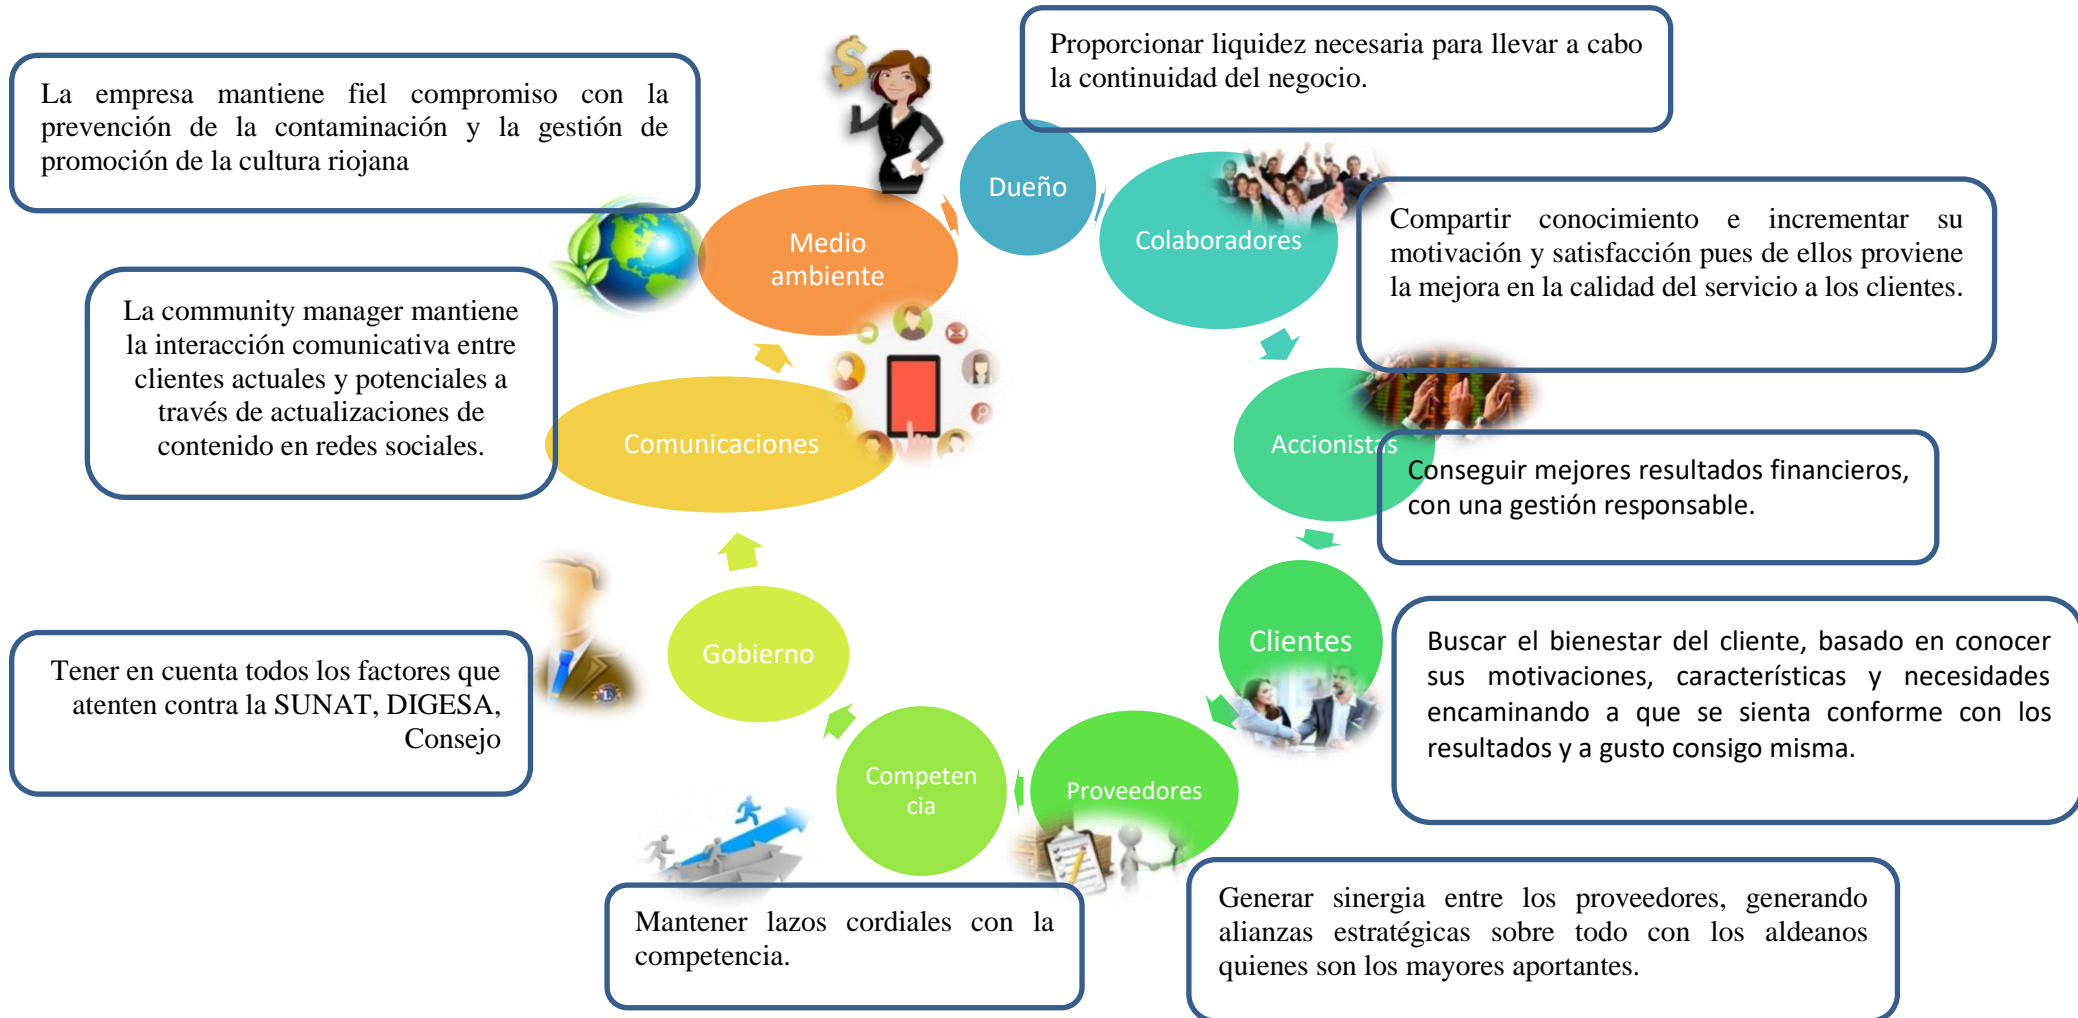 Proporcionar liquidez necesaria para llevar a cabo
la continuidad del negocio.
La empresa mantiene fiel compromiso con la
prevención de la contaminación y la gestión de
promoción de la cultura riojana
Dueño
Colaboradores
Compartir conocimiento e incrementar su
motivación y satisfacción pues de ellos proviene
la mejora en la calidad del servicio a los clientes.
Medio
ambiente
La community manager mantiene
la interacción comunicativa entre
clientes actuales y potenciales a
través de actualizaciones de
contenido en redes sociales.
Comunicaciones
Accionistas
Conseguir mejores resultados financieros,
con una gestión responsable.
Clientes
Buscar el bienestar del cliente, basado en conocer
sus motivaciones, características y necesidades
encaminando a que se sienta conforme con los
resultados y a gusto consigo misma.
Gobierno
Tener en cuenta todos los factores que
atenten contra la SUNAT, DIGESA,
Consejo
Competen
cia
Proveedores
Mantener lazos cordiales con la
competencia.
Generar sinergia entre los proveedores, generando
alianzas estratégicas sobre todo con los aldeanos
quienes son los mayores aportantes.